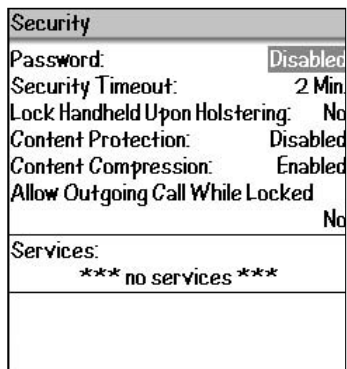 Security
Password: Disabled
Security Timeout: 2 Min.
Lock Handheld Upon Holstering: No
Content Protection: Disabled
Content Compression: Enabled
Allow Outgoing Call While Locked
No
Services:
*** no services ***